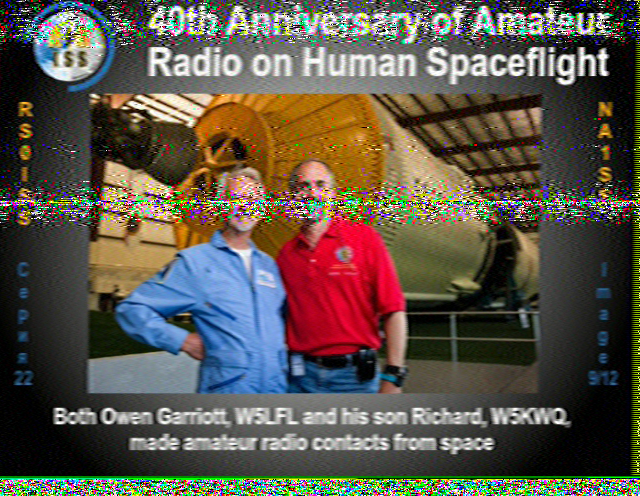 ISS
40th Anniversary of Amateur
Radio on Human Spaceflight
RS0ISS
NA1SS
Серия
22
Image
9/12
Both Owen Garriott, W5LFL and his son Richard, W5KWQ,
made amateur radio contacts from space